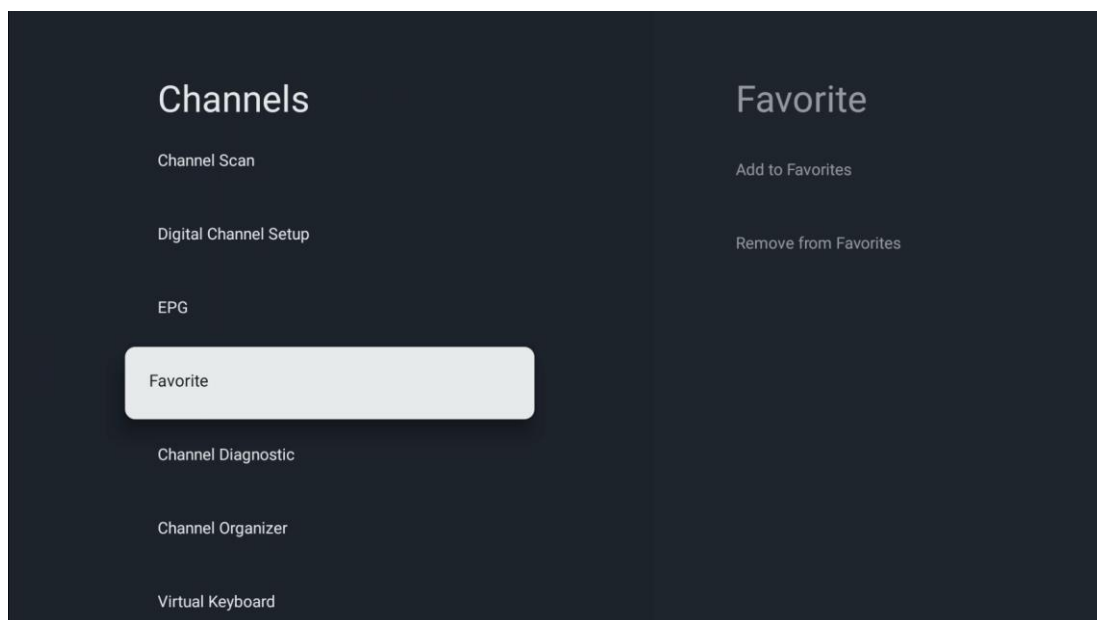 Channels
Channel Scan
Digital Channel Setup
EPG
Favorite
Channel Diagnostic
Channel Organizer
Virtual Keyboard
Favorite
Add to Favorites
Remove from Favorites